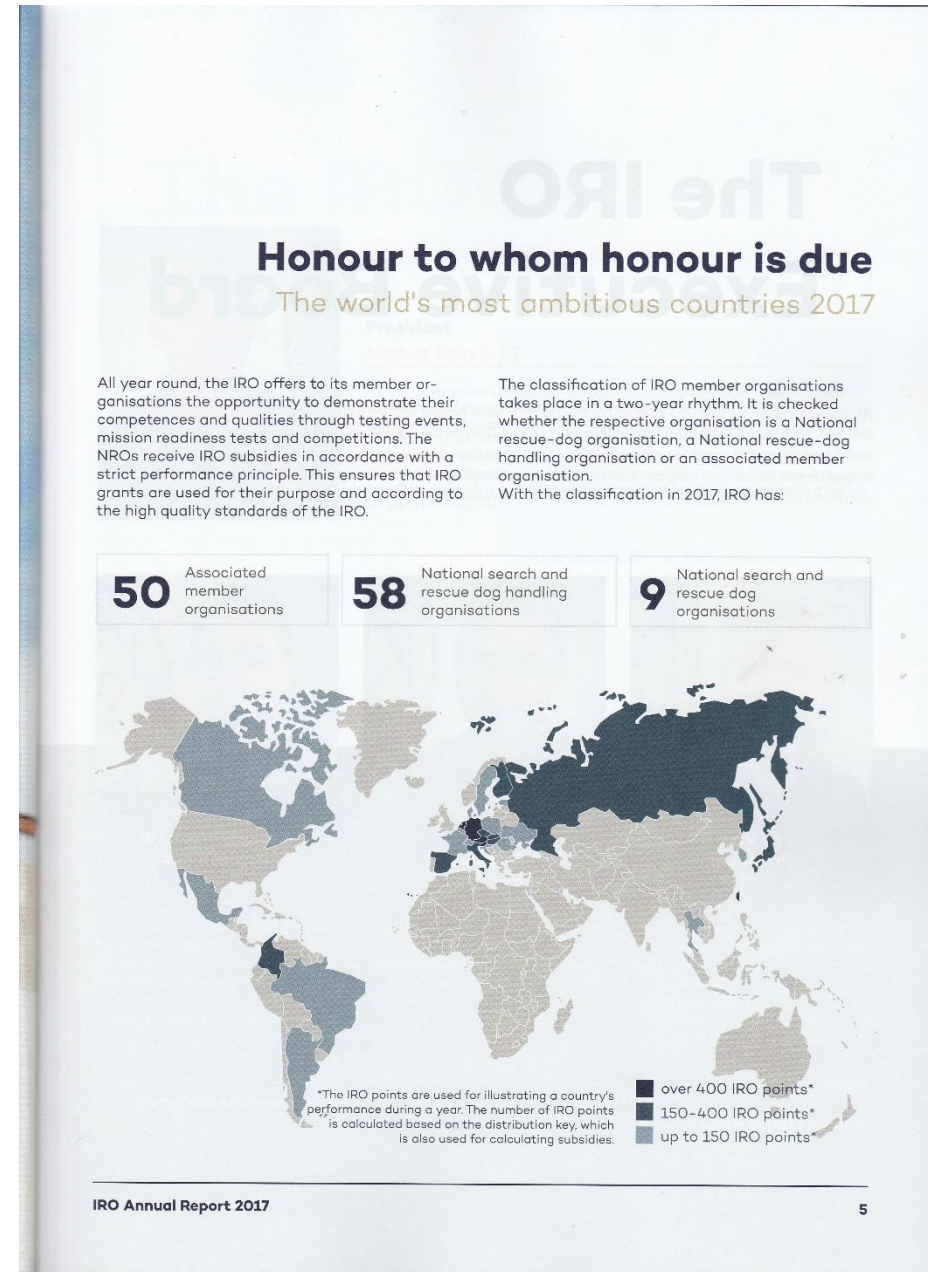 Honour to whom honour is due
The world's most ambitious countries 2017
All year round, the IRO offers to its member or-
ganisations the opportunity to demonstrate their
competences and qualities through testing events,
mission readiness tests and competitions. The
NROs receive IRO subsidies in accordance with a
strict performance principle. This ensures that IRO
grants are used for their purpose and according to
the high quality standards of the IRO.
The classification of IRO member organisations
takes place in a two-year rhythm. It is checked
whether the respective organisation is a National
rescue-dog organisation, a National rescue-dog
handling organisation or an associated member
organisation.
With the classification in 2017, IRO has:
50
Associated
member
organisations
58
National search and
rescue dog handling
organisations
9
National search and
rescue dog
organisations
*The IRO points are used for illustrating a country's
performance during a year. The number of IRO points
is calculated based on the distribution key, which
is also used for calculating subsidies.
over 400 IRO points*
150-400 IRO points*
up to 150 IRO points*
IRO Annual Report 2017
5
The IRO
Executive Board
President